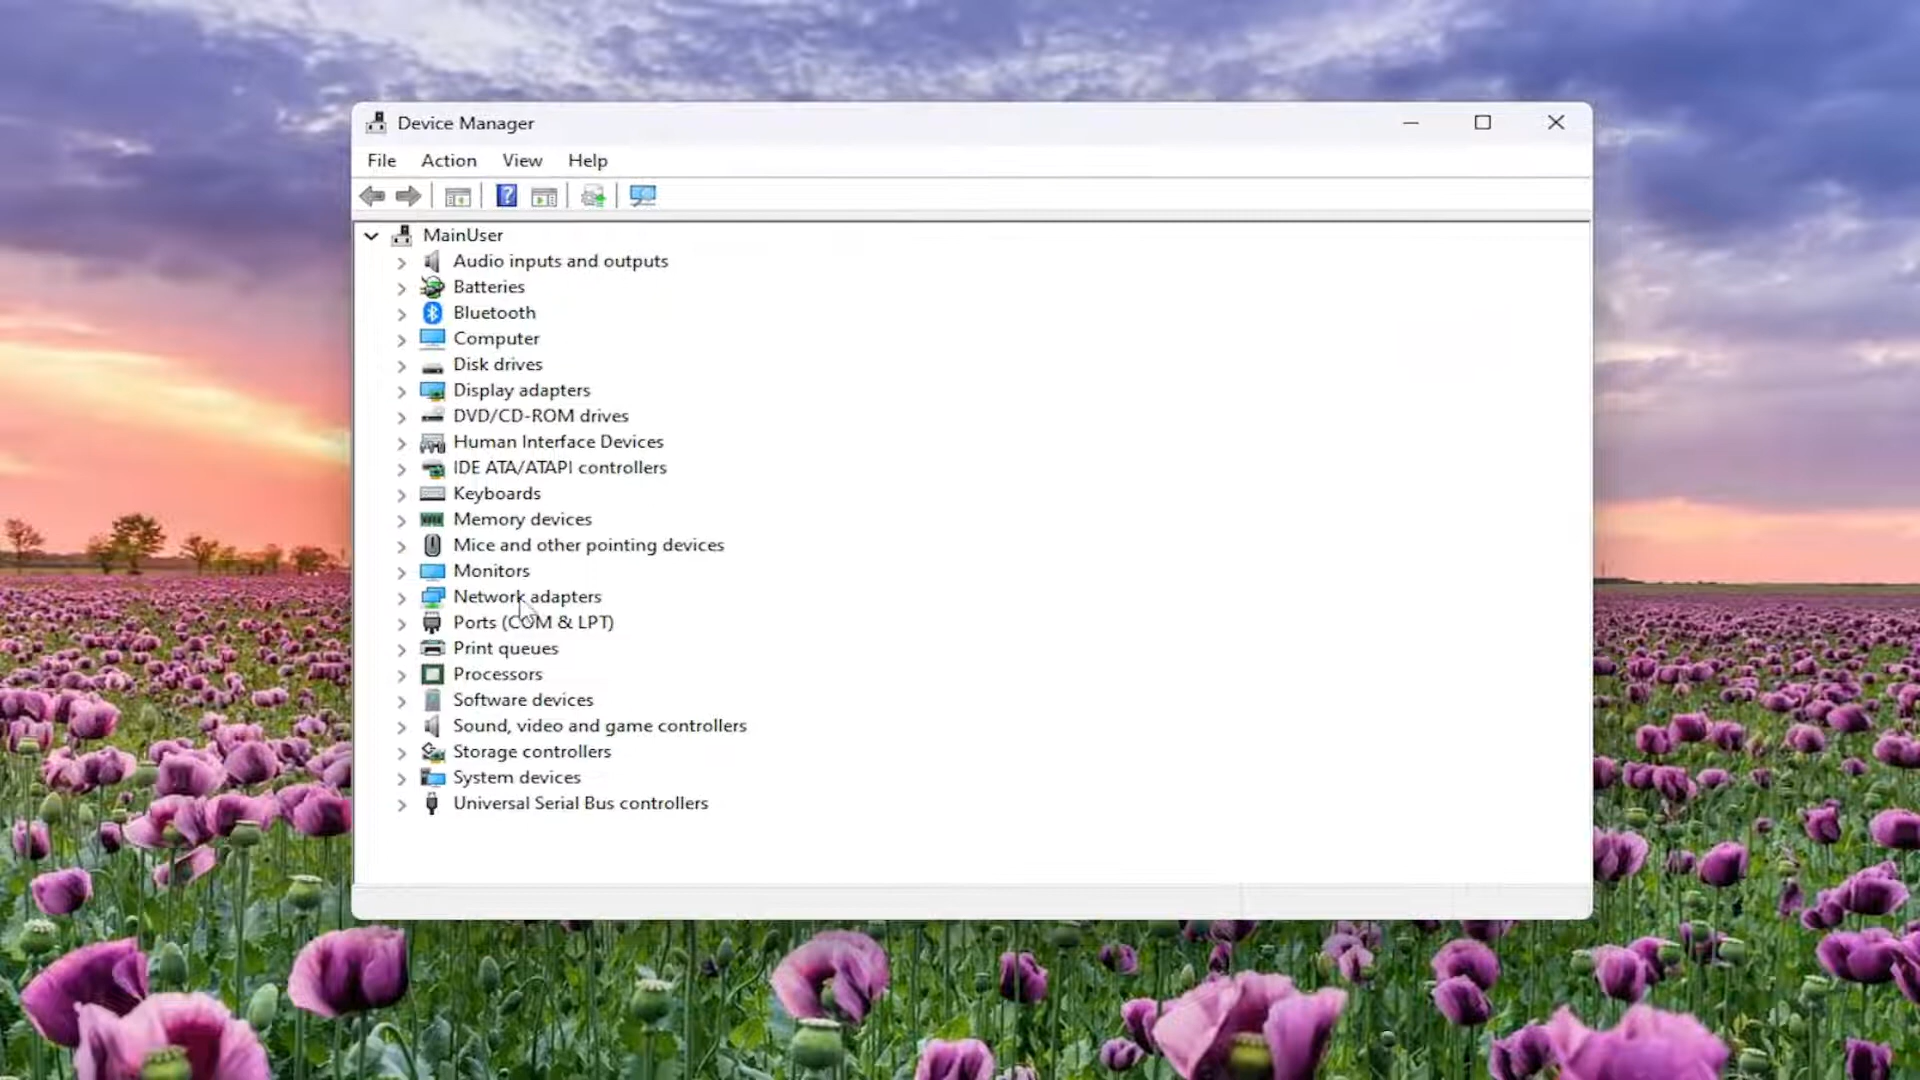 Device Manager
File Action View Help
MainUser
Audio inputs and outputs
Batteries
Bluetooth
Computer
Disk drives
Display adapters
DVD/CD-ROM drives
Human Interface Devices
IDE ATA/ATAPI controllers
Keyboards
Memory devices
Mice and other pointing devices
Monitors
Network adapters
Ports (COM & LPT)
Print queues
Processors
Software devices
Sound, video and game controllers
Storage controllers
System devices
Universal Serial Bus controllers